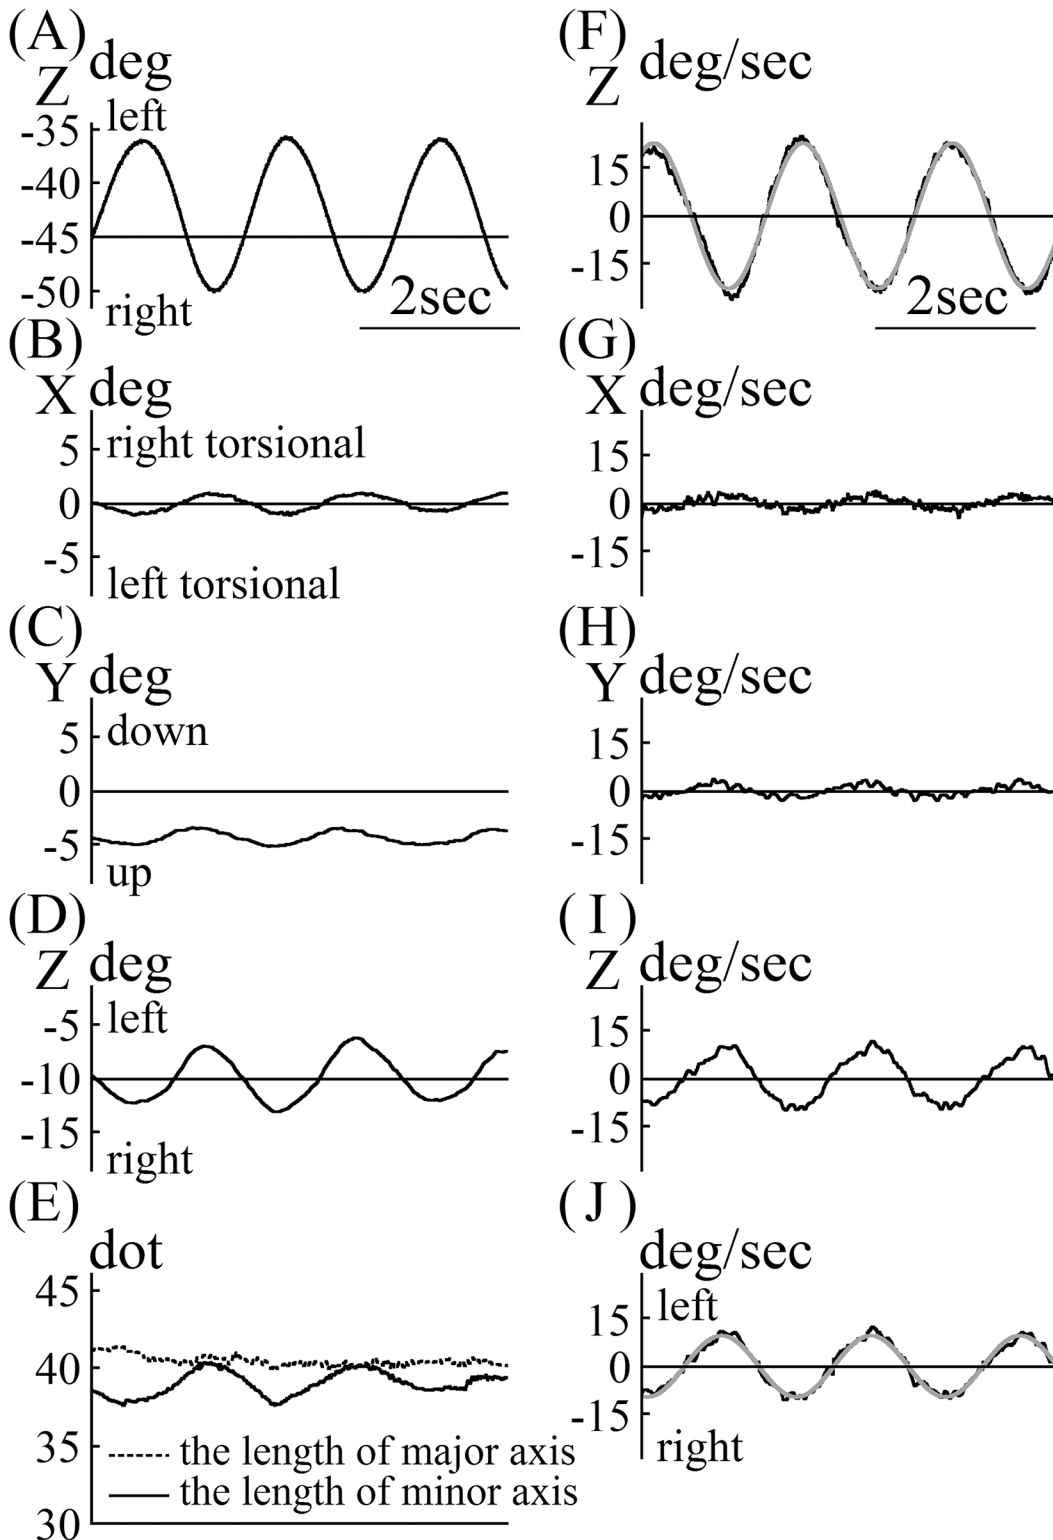 (A)
deg
Z
left
-35
-40
-45
-50
right
2sec
(B)
deg
X
5
right torsional
0
-5
left torsional
(C)
deg
Y
5
down
0
-5
up
(D)
deg
Z
-5
left
-10
-15
right
(E)
dot
45
40
35
the length of major axis
the length of minor axis
30
(F)
deg/sec
Z
15
0
-15
2sec
(G)
deg/sec
X
15
0
-15
(H)
deg/sec
Y
15
0
-15
(I)
deg/sec
Z
15
0
-15
(J)
deg/sec
15
left
0
-15
right